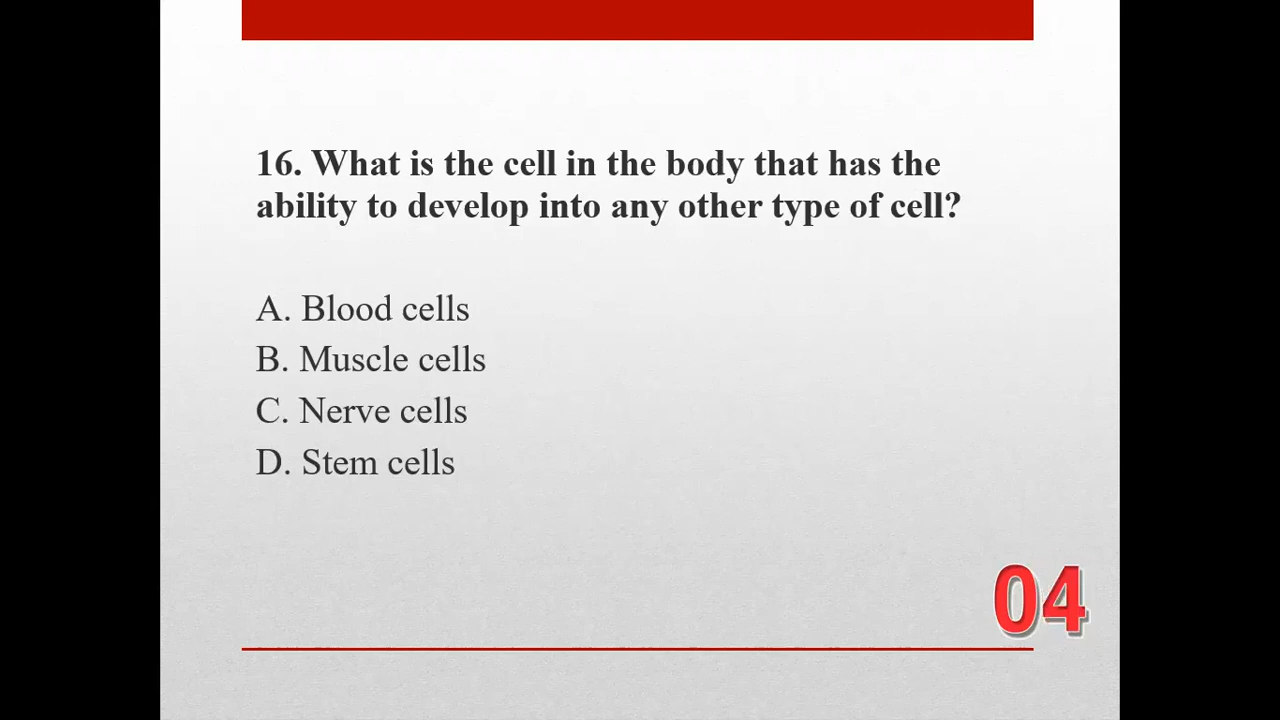 16. What is the cell in the body that has the
ability to develop into any other type of cell?
A. Blood cells
B. Muscle cells
C. Nerve cells
D. Stem cells
04